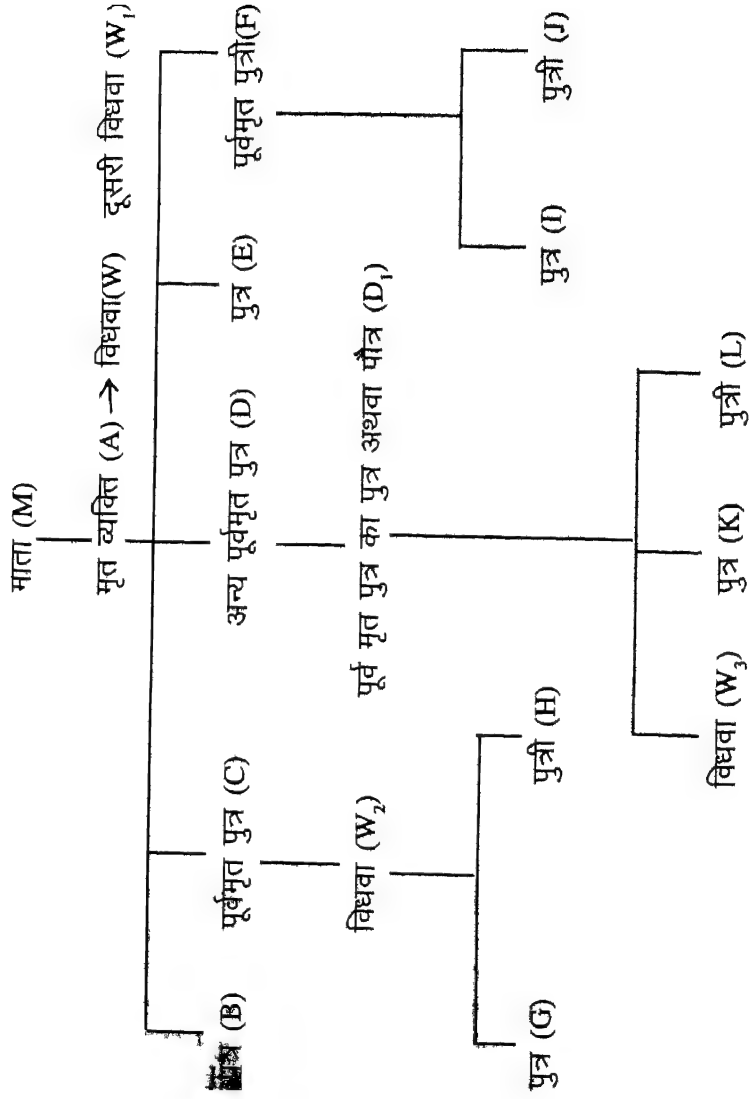 माता (M)
मृत व्यक्ति (A) → विधवा(W) दूसरी विधवा (W₁)
पुत्र (B) पूर्वमृत पुत्र (C) अन्य पूर्वमृत पुत्र (D) पुत्र (E) पूर्वमृत पुत्री(F)
विधवा (W₂) पूर्व मृत पुत्र का पुत्र अथवा पौत्र (D₁)
पुत्र (I) पुत्री (J)
पुत्र (G) पुत्री (H)
विधवा (W₃) पुत्र (K) पुत्री (L)